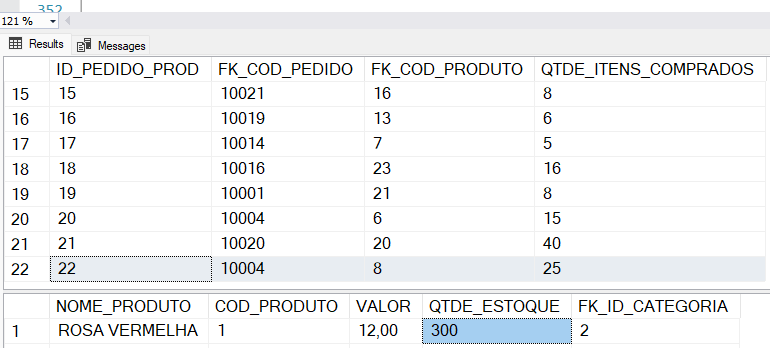 352
121 %
Results Messages
ID_PEDIDO_PROD FK_COD_PEDIDO FK_COD_PRODUTO QTDE_ITENS_COMPRADOS
15 15 10021 16 8
16 16 10019 13 6
17 17 10014 7 5
18 18 10016 23 16
19 19 10001 21 8
20 20 10004 6 15
21 21 10020 20 40
22 22 10004 8 25
NOME_PRODUTO COD_PRODUTO VALOR QTDE_ESTOQUE FK_ID_CATEGORIA
1 ROSA VERMELHA 1 12,00 300 2